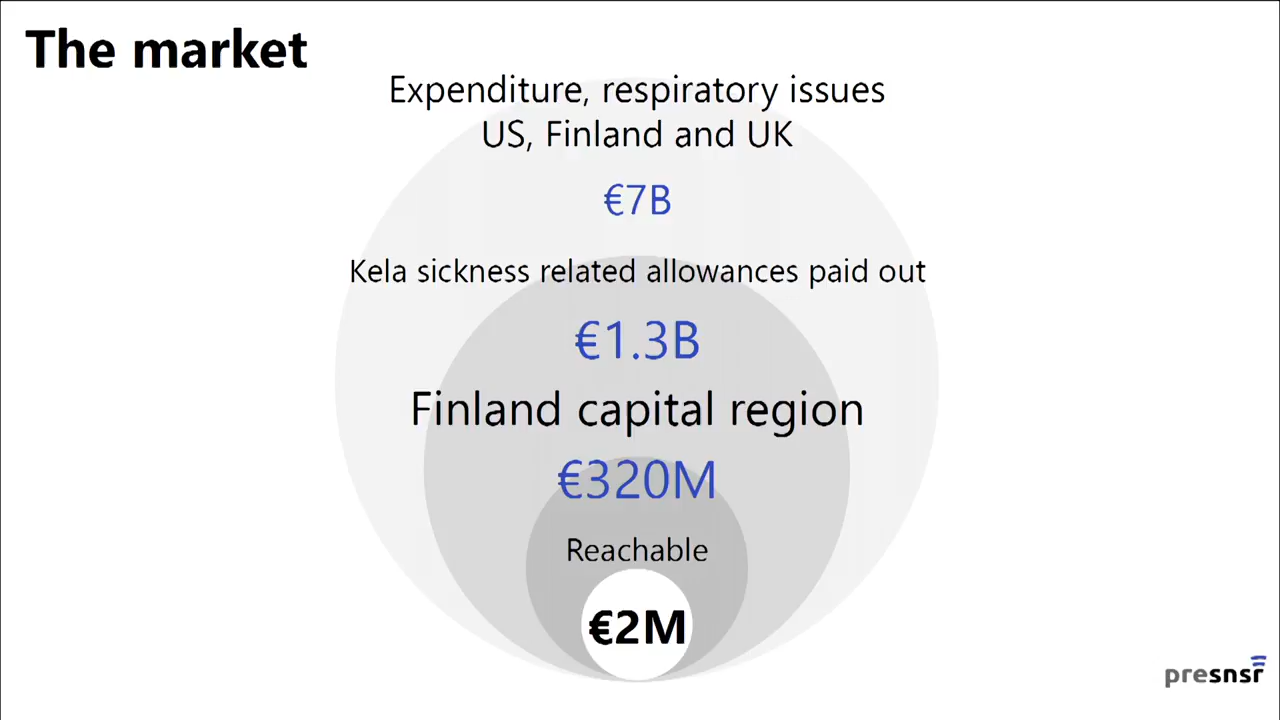 The market
Expenditure, respiratory issues
US, Finland and UK
€7B
Kela sickness related allowances paid out
€1.3B
Finland capital region
€320M
Reachable
€2M
presnsr